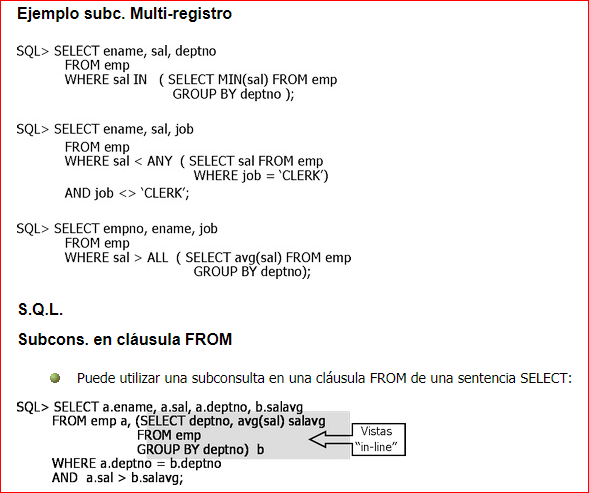 Ejemplo subc. Multi-registro
SQL> SELECT ename, sal, deptno
FROM emp
WHERE sal IN ( SELECT MIN(sal) FROM emp
GROUP BY deptno );
SQL> SELECT ename, sal, job
FROM emp
WHERE sal < ANY ( SELECT sal FROM emp
WHERE job = ‘CLERK’)
AND job <> ‘CLERK’;
SQL> SELECT empno, ename, job
FROM emp
WHERE sal > ALL ( SELECT avg(sal) FROM emp
GROUP BY deptno);
S.Q.L.
Subcons. en cláusula FROM
Puede utilizar una subconsulta en una cláusula FROM de una sentencia SELECT:
SQL> SELECT a.ename, a.sal, a.deptno, b.salavg
FROM emp a, (SELECT deptno, avg(sal) salavg
FROM emp
GROUP BY deptno) b
WHERE a.deptno = b.deptno
AND a.sal > b.salavg;
Vistas
“in-line”